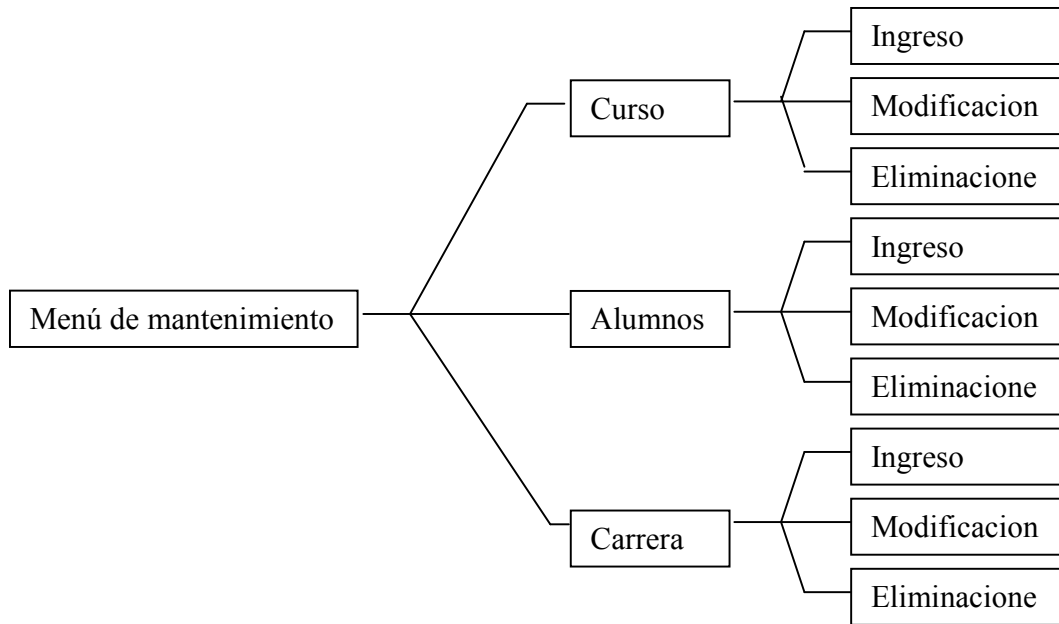 Menú de mantenimiento
Curso
Ingreso
Modificacion
Eliminacione
Alumnos
Ingreso
Modificacion
Eliminacione
Carrera
Ingreso
Modificacion
Eliminacione